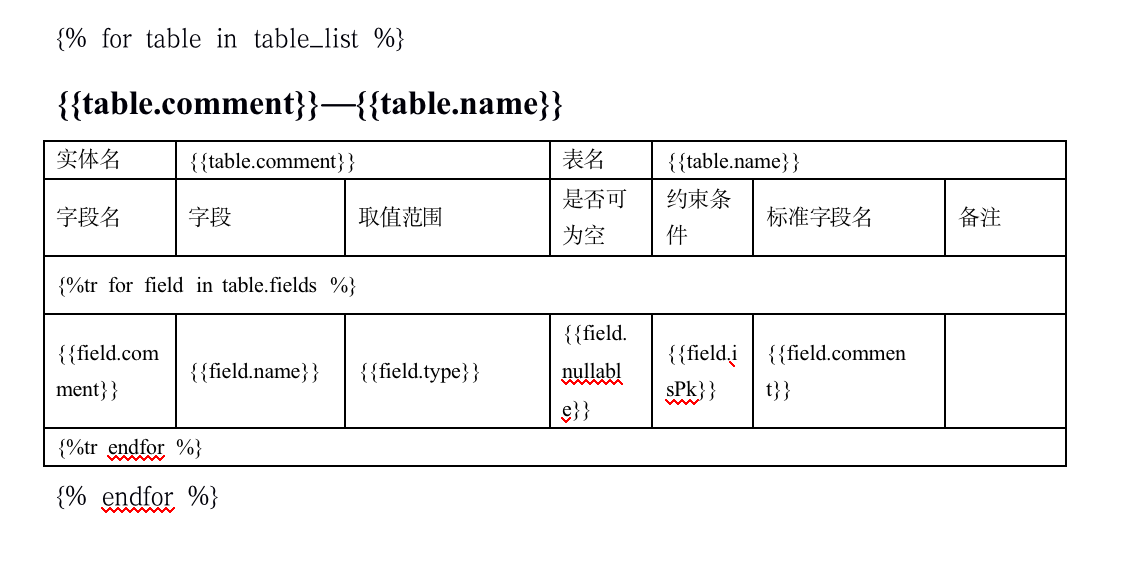 {% for table in table_list %}
{{table.comment}}—{{table.name}}
实体名 {{table.comment}} 表名 {{table.name}}
字段名 字段 取值范围 是否可为空 约束条件 标准字段名 备注
{%tr for field in table.fields %}
{{field.comment}} {{field.name}} {{field.type}} {{field.nullable}} {{field.isPk}} {{field.comment}}
{%tr endfor %}
{% endfor %}